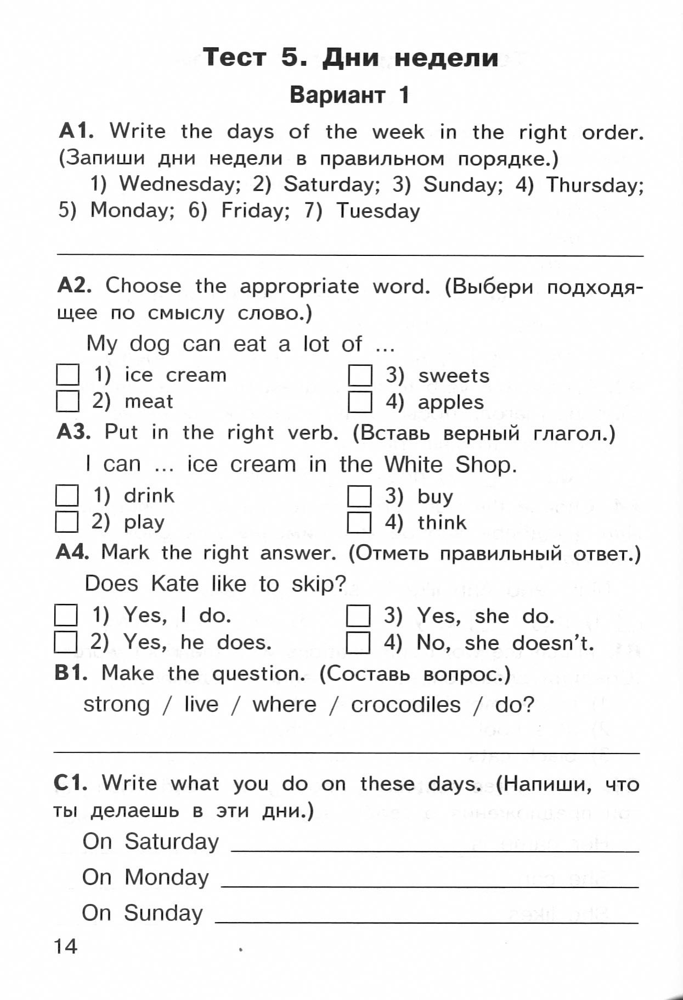 Тест 5. Дни недели
Вариант 1
A1. Write the days of the week in the right order.
(Запиши дни недели в правильном порядке.)
1) Wednesday; 2) Saturday; 3) Sunday; 4) Thursday;
5) Monday; 6) Friday; 7) Tuesday
A2. Choose the appropriate word. (Выбери подходя-
щее по смыслу слово.)
My dog can eat a lot of ...
1) ice cream 3) sweets
2) meat 4) apples
A3. Put in the right verb. (Вставь верный глагол.)
I can ... ice cream in the White Shop.
1) drink 3) buy
2) play 4) think
A4. Mark the right answer. (Отметь правильный ответ.)
Does Kate like to skip?
1) Yes, I do. 3) Yes, she do.
2) Yes, he does. 4) No, she doesn't.
B1. Make the question. (Составь вопрос.)
strong / live / where / crocodiles / do?
C1. Write what you do on these days. (Напиши, что
ты делаешь в эти дни.)
On Saturday
On Monday
On Sunday
14